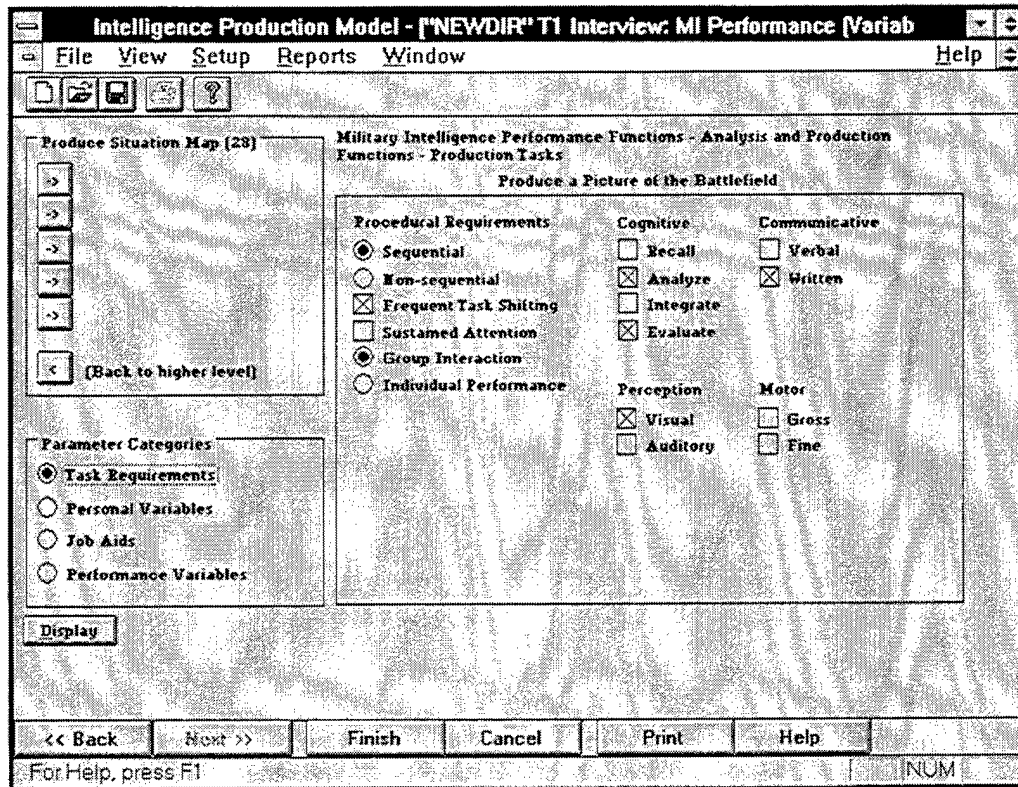 Intelligence Production Model - ["NEWDIR" T1 Interview: MI Performance (Variab
File View Setup Reports Window Help
Produce Situation Map (28)
->
->
->
->
->
< (Back to higher level)
Parameter Categories
Task Requirements
Personal Variables
Job Aids
Performance Variables
Display
Military Intelligence Performance Functions - Analysis and Production
Functions - Production Tasks
Produce a Picture of the Battlefield
Procedural Requirements
Sequential
Non-sequential
Frequent Task Shifting
Sustained Attention
Group Interaction
Individual Performance
Cognitive
Recall
Analyze
Integrate
Evaluate
Communicative
Verbal
Written
Perception
Visual
Auditory
Motor
Gross
Fine
<< Back Next >> Finish Cancel Print Help
For Help, press F1 NUM